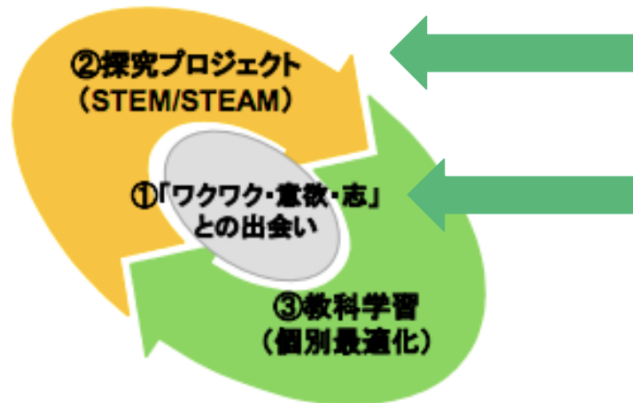 ②探究プロジェクト
（STEM/STEAM）
①「ワクワク・意欲・志」
との出会い
③教科学習
（個別最適化）